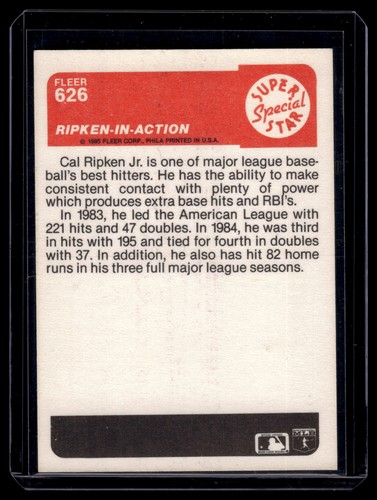 FLEER
626
SUPER
Special
STAR
RIPKEN-IN-ACTION
© 1985 FLEER CORP., PHILA PRINTED IN U.S.A.
Cal Ripken Jr. is one of major league base-
ball's best hitters. He has the ability to make
consistent contact with plenty of power
which produces extra base hits and RBI's.
In 1983, he led the American League with
221 hits and 47 doubles. In 1984, he was third
in hits with 195 and tied for fourth in doubles
with 37. In addition, he also has hit 82 home
runs in his three full major league seasons.